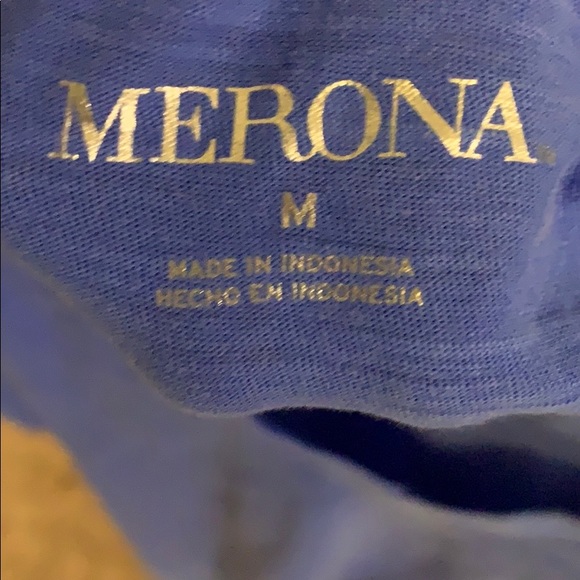 MERONA
M
MADE IN INDONESIA
HECHO EN INDONESIA